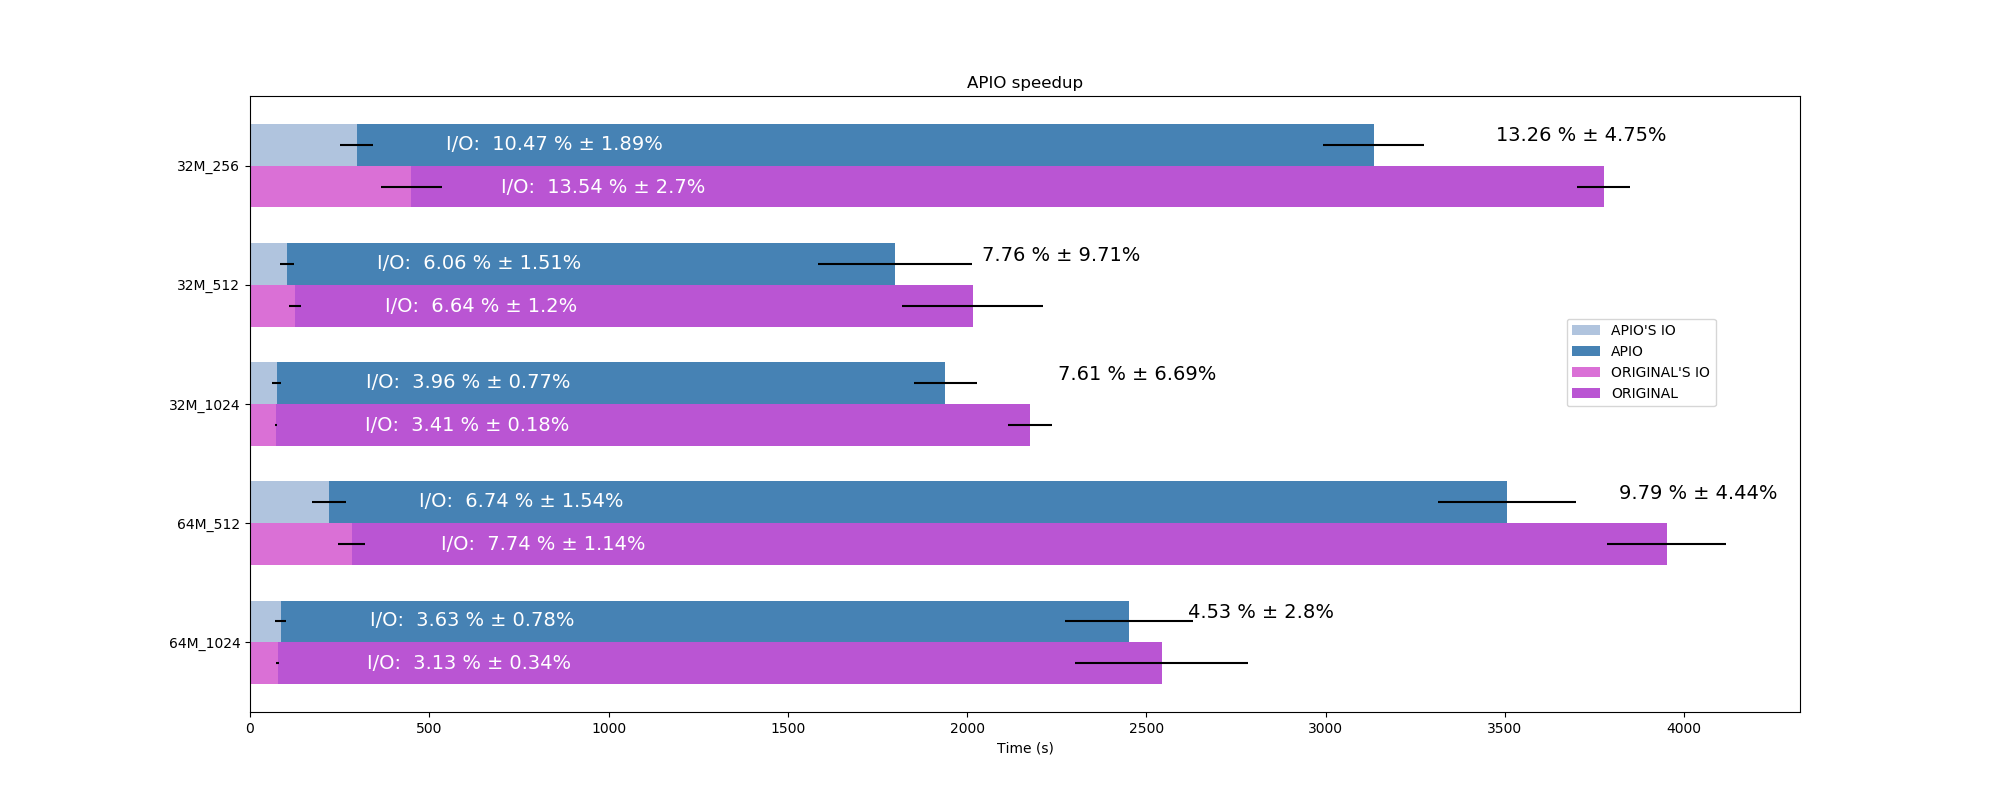 APIO speedup
32M_256
I/O:  10.47 % ± 1.89%
13.26 % ± 4.75%
I/O:  13.54 % ± 2.7%
32M_512
I/O:  6.06 % ± 1.51%
7.76 % ± 9.71%
I/O:  6.64 % ± 1.2%
32M_1024
I/O:  3.96 % ± 0.77%
7.61 % ± 6.69%
I/O:  3.41 % ± 0.18%
64M_512
I/O:  6.74 % ± 1.54%
9.79 % ± 4.44%
I/O:  7.74 % ± 1.14%
64M_1024
I/O:  3.63 % ± 0.78%
4.53 % ± 2.8%
I/O:  3.13 % ± 0.34%
APIO'S IO
APIO
ORIGINAL'S IO
ORIGINAL
0 500 1000 1500 2000 2500 3000 3500 4000
Time (s)